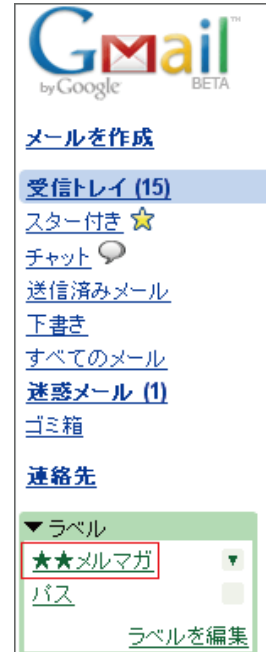 Gmail™
by Google BETA
メールを作成
受信トレイ (15)
スター付き
チャット
送信済みメール
下書き
すべてのメール
迷惑メール (1)
ゴミ箱
連絡先
▼ラベル
★★メルマガ
パス
ラベルを編集